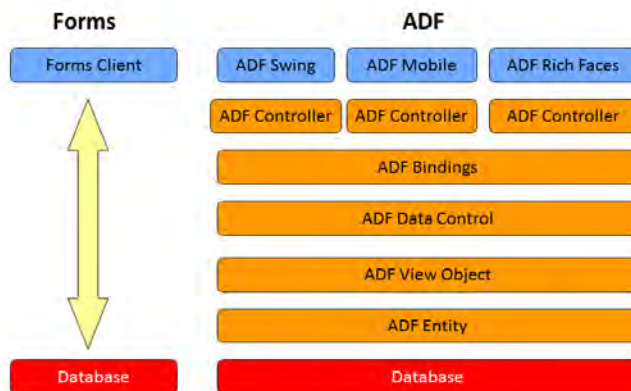 Forms
ADF
Forms Client
ADF Swing
ADF Mobile
ADF Rich Faces
ADF Controller
ADF Controller
ADF Controller
ADF Bindings
ADF Data Control
ADF View Object
ADF Entity
Database
Database